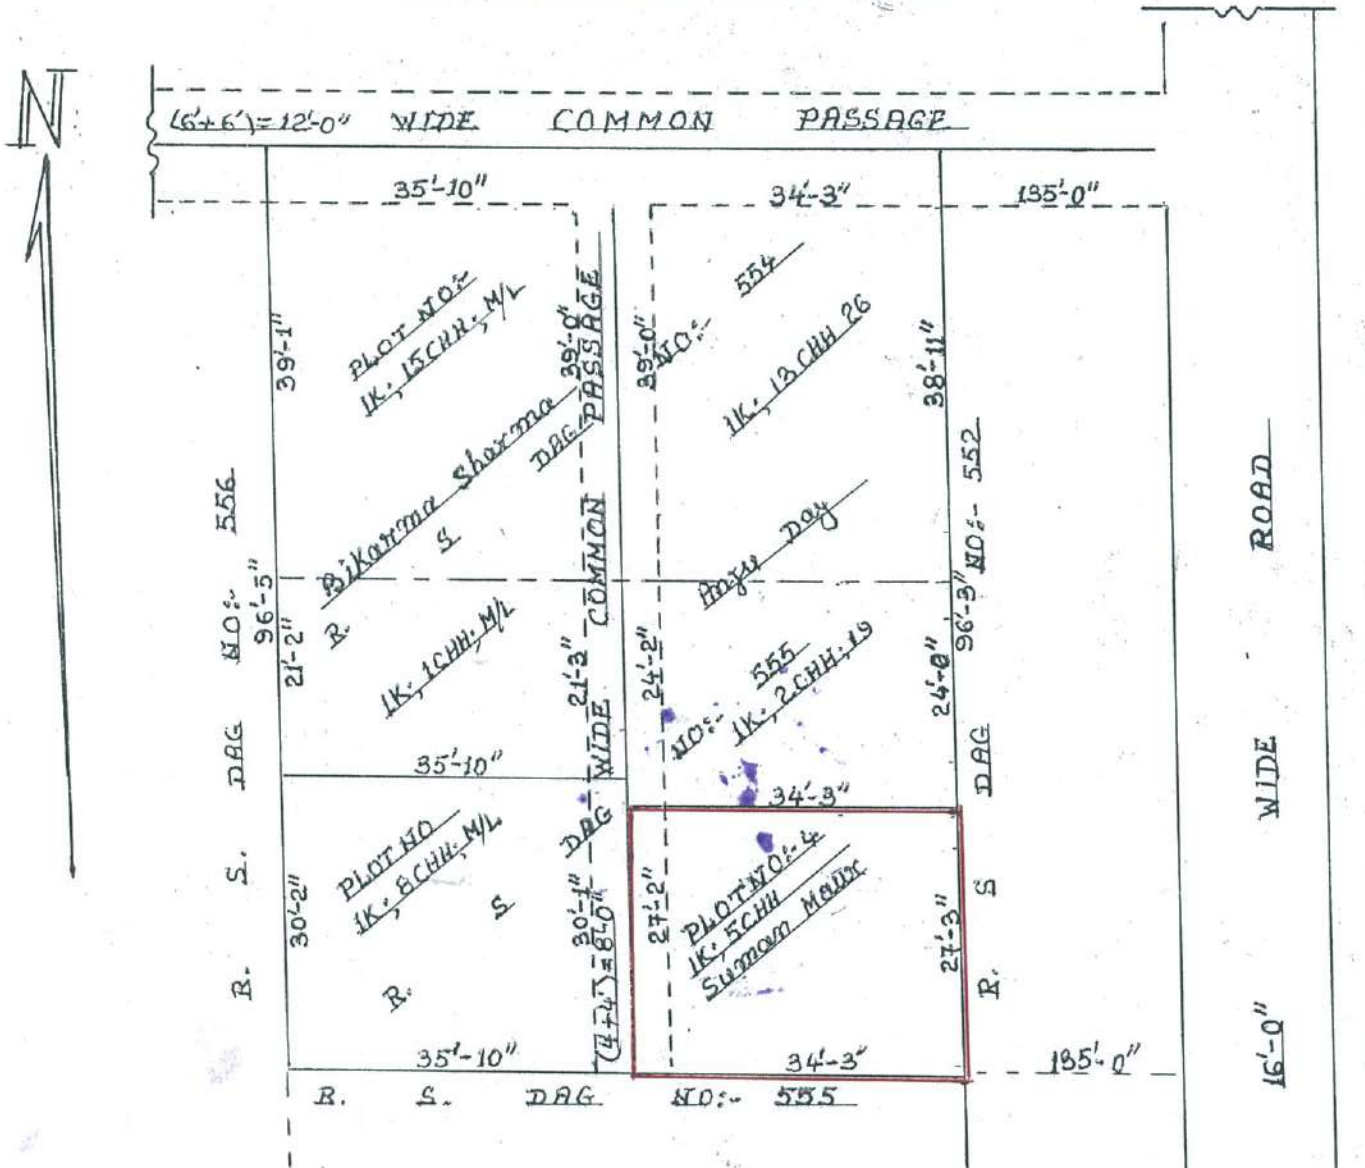 N
(6'+6')=12'-0" WIDE COMMON PASSAGE
35'-10"
34'-3"
135'-0"
PLOT NO:-
1K; 15CHH; M/L
39'-1"
39'-0"
Bikarma Sharma
R. S. DAG NO:- 554
39'-0"
1K; 13 CHH 26
38'-11"
Anju Day
R. S. DAG NO:- 556
96'-5"
21'-2"
1K; 1CHH; M/L
21'-3"
24'-2"
1K; 2CHH; 19
24'-0"
96'-3"
R. S. DAG NO:- 552
35'-10"
34'-3"
(4'+4')=8'-0" WIDE COMMON PASSAGE
PLOT NO
1K; 8CHH; M/L
30'-2"
30'-1"
R. S. DAG NO:- 555
27'-2"
PLOT NO:- 4
1K; 5CHH
Suman
27'-3"
16'-0" WIDE ROAD
35'-10"
34'-3"
135'-0"
R. S. DAG NO:- 555